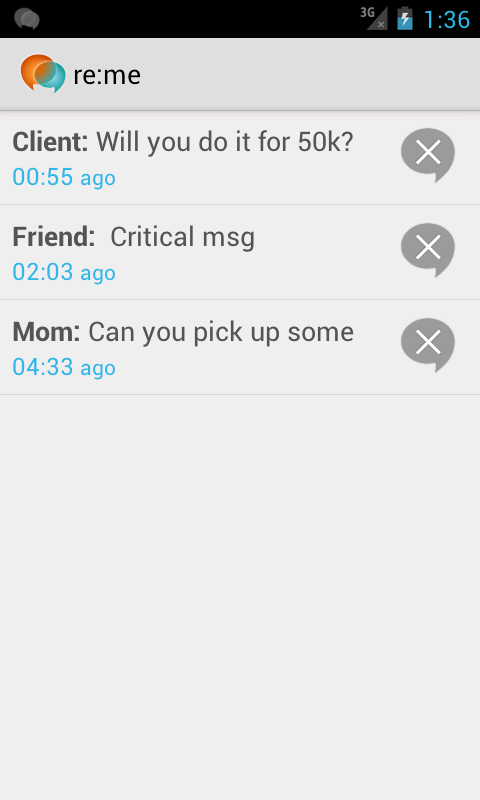 3G
1:36
re:me
Client: Will you do it for 50k?
00:55 ago
Friend:  Critical msg
02:03 ago
Mom: Can you pick up some
04:33 ago